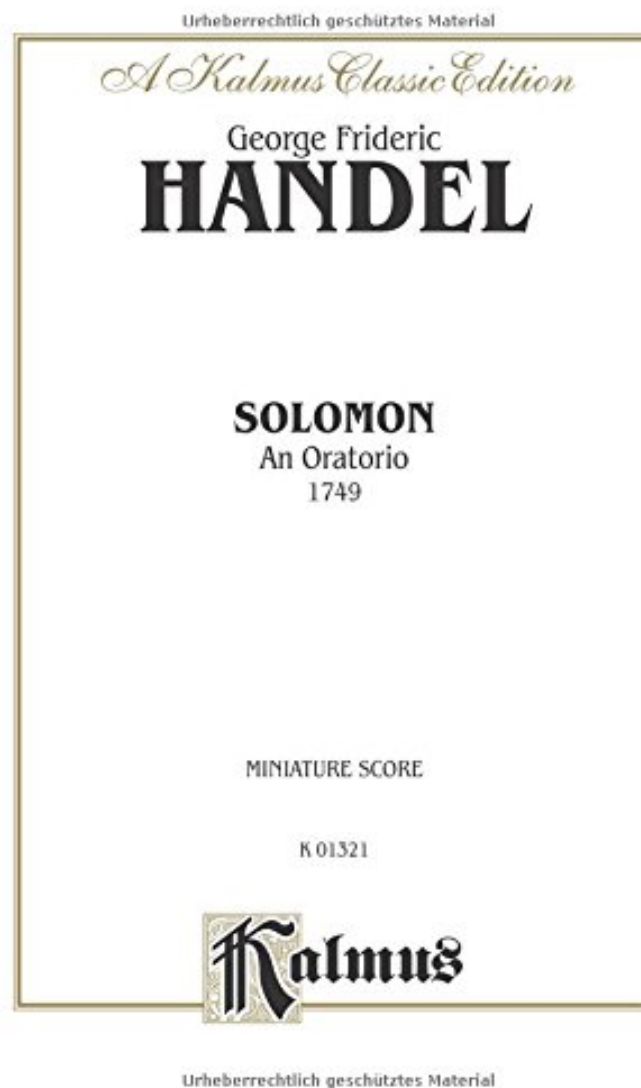 Urheberrechtlich geschütztes Material
A Kalmus Classic Edition
George Frideric
HANDEL
SOLOMON
An Oratorio
1749
MINIATURE SCORE
K 01321
Kalmus
Urheberrechtlich geschütztes Material